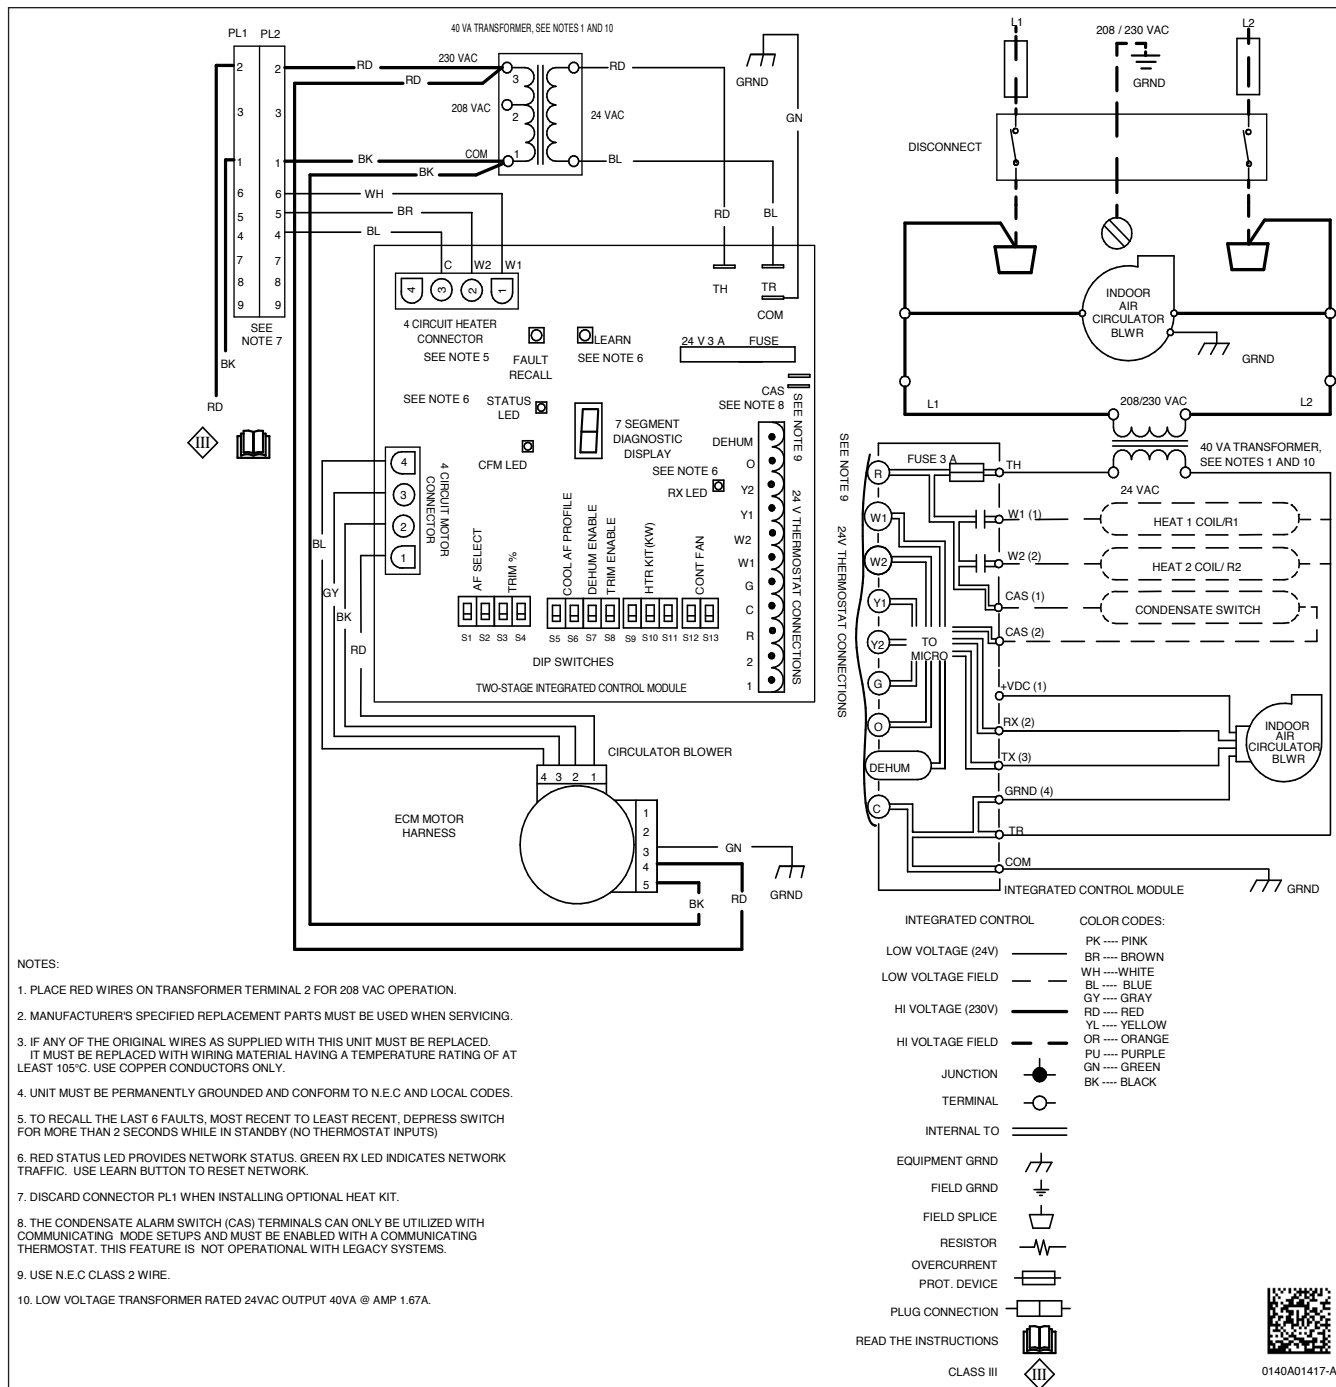 PL1 PL2
2 2
3 3
1 1
6 6
5 5
4 4
7 7
8 8
9 9
SEE
NOTE 7
RD
BK
III
40 VA TRANSFORMER, SEE NOTES 1 AND 10
230 VAC
RD
RD
3
208 VAC
2
COM
1
BK
BK
24 VAC
RD
BL
WH
BR
BL
GRND
GN
RD
BL
TH
TR
COM
C W2 W1
4 3 2 1
4 CIRCUIT HEATER
CONNECTOR
SEE NOTE 5
FAULT
RECALL
LEARN
SEE NOTE 6
24 V 3 A FUSE
SEE NOTE 6
STATUS
LED
CFM LED
7 SEGMENT
DIAGNOSTIC
DISPLAY
SEE NOTE 6
RX LED
CAS
SEE NOTE 8
SEE NOTE 9
24 V THERMOSTAT CONNECTIONS
DEHUM
O
Y2
Y1
W2
W1
G
C
R
2
1
4
3
2
1
4 CIRCUIT MOTOR
CONNECTOR
BL
GY
BK
RD
AF SELECT
TRIM %
COOL AF PROFILE
DEHUM ENABLE
TRIM ENABLE
HTR KIT(KW)
CONT FAN
S1 S2 S3 S4 S5 S6 S7 S8 S9 S10 S11 S12 S13
DIP SWITCHES
TWO-STAGE INTEGRATED CONTROL MODULE
CIRCULATOR BLOWER
4 3 2 1
ECM MOTOR
HARNESS
1
2
3
4
5
GN
BK
RD
GRND
L1
208 / 230 VAC
L2
GRND
DISCONNECT
INDOOR
AIR
CIRCULATOR
BLWR
GRND
L1
208/230 VAC
L2
40 VA TRANSFORMER,
SEE NOTES 1 AND 10
24 VAC
SEE NOTE 9
24V THERMOSTAT CONNECTIONS
R
W1
W2
Y1
Y2
G
O
DEHUM
C
FUSE 3 A
TO
MICRO
TH
W1 (1)
W2 (2)
CAS (1)
CAS (2)
+VDC (1)
RX (2)
TX (3)
GRND (4)
TR
COM
HEAT 1 COIL/R1
HEAT 2 COIL/ R2
CONDENSATE SWITCH
INDOOR
AIR
CIRCULATOR
BLWR
GRND
INTEGRATED CONTROL MODULE
INTEGRATED CONTROL
LOW VOLTAGE (24V)
LOW VOLTAGE FIELD
HI VOLTAGE (230V)
HI VOLTAGE FIELD
JUNCTION
TERMINAL
INTERNAL TO
EQUIPMENT GRND
FIELD GRND
FIELD SPLICE
RESISTOR
OVERCURRENT
PROT. DEVICE
PLUG CONNECTION
READ THE INSTRUCTIONS
CLASS III
III
COLOR CODES:
PK ---- PINK
BR ---- BROWN
WH ----WHITE
BL ---- BLUE
GY ---- GRAY
RD ---- RED
YL ---- YELLOW
OR ---- ORANGE
PU ---- PURPLE
GN ---- GREEN
BK ---- BLACK
NOTES:
1. PLACE RED WIRES ON TRANSFORMER TERMINAL 2 FOR 208 VAC OPERATION.
2. MANUFACTURER'S SPECIFIED REPLACEMENT PARTS MUST BE USED WHEN SERVICING.
3. IF ANY OF THE ORIGINAL WIRES AS SUPPLIED WITH THIS UNIT MUST BE REPLACED.
IT MUST BE REPLACED WITH WIRING MATERIAL HAVING A TEMPERATURE RATING OF AT
LEAST 105°C. USE COPPER CONDUCTORS ONLY.
4. UNIT MUST BE PERMANENTLY GROUNDED AND CONFORM TO N.E.C AND LOCAL CODES.
5. TO RECALL THE LAST 6 FAULTS, MOST RECENT TO LEAST RECENT, DEPRESS SWITCH
FOR MORE THAN 2 SECONDS WHILE IN STANDBY (NO THERMOSTAT INPUTS)
6. RED STATUS LED PROVIDES NETWORK STATUS. GREEN RX LED INDICATES NETWORK
TRAFFIC. USE LEARN BUTTON TO RESET NETWORK.
7. DISCARD CONNECTOR PL1 WHEN INSTALLING OPTIONAL HEAT KIT.
8. THE CONDENSATE ALARM SWITCH (CAS) TERMINALS CAN ONLY BE UTILIZED WITH
COMMUNICATING MODE SETUPS AND MUST BE ENABLED WITH A COMMUNICATING
THERMOSTAT. THIS FEATURE IS NOT OPERATIONAL WITH LEGACY SYSTEMS.
9. USE N.E.C CLASS 2 WIRE.
10. LOW VOLTAGE TRANSFORMER RATED 24VAC OUTPUT 40VA @ AMP 1.67A.
0140A01417-A